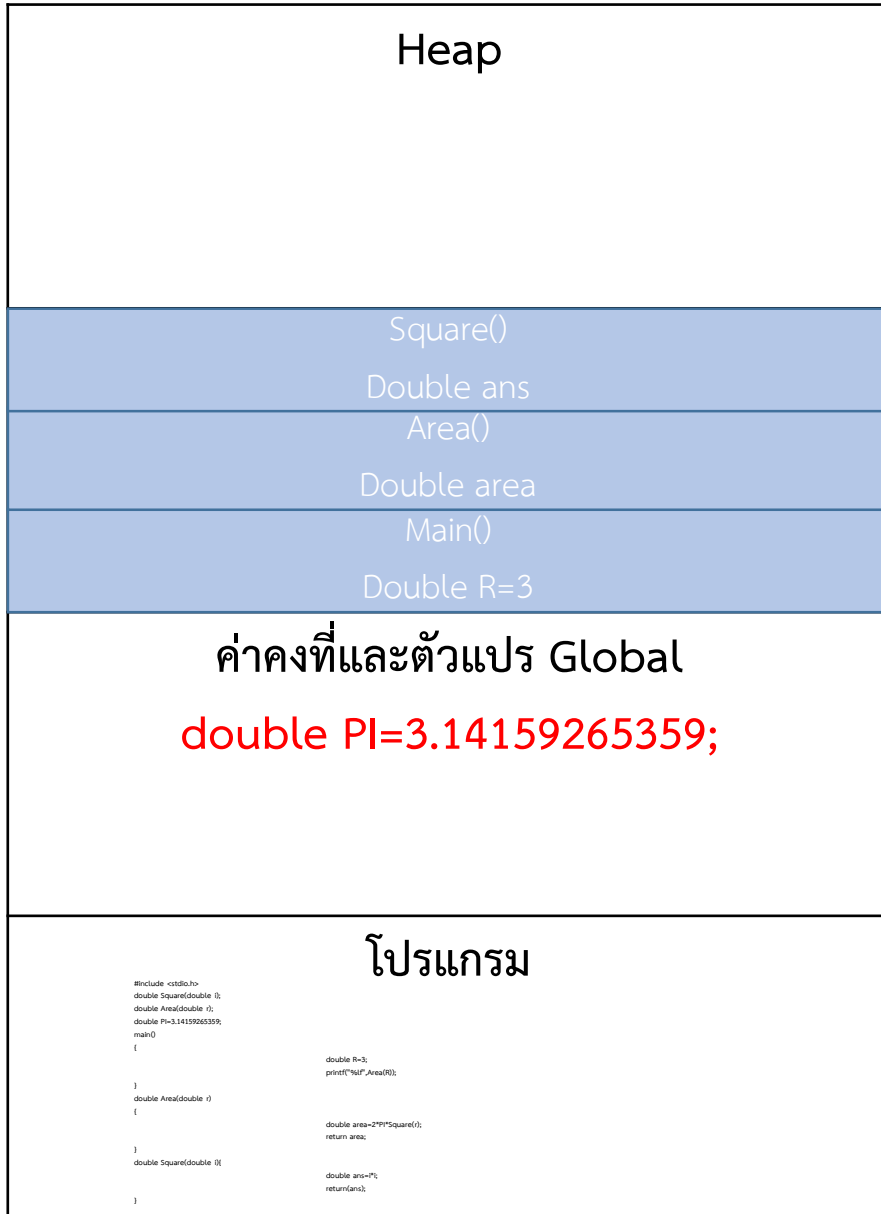 Heap
Square()
Double ans
Area()
Double area
Main()
Double R=3
ค่าคงที่และตัวแปร Global
double PI=3.14159265359;
โปรแกรม
#include <stdio.h>
double Square(double i);
double Area(double r);
double PI=3.14159265359;
main()
{
double R=3;
printf("%lf",Area(R));
}
double Area(double r)
{
double area=2*PI*Square(r);
return area;
}
double Square(double i){
double ans=i*i;
return(ans);
}